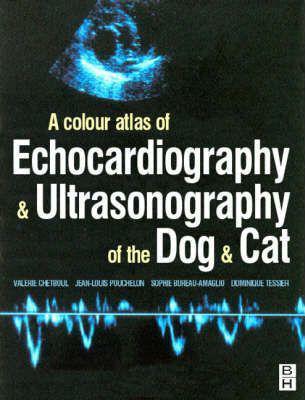 A colour atlas of
Echocardiography
& Ultrasonography
of the Dog & Cat
VALERIE CHETBOUL JEAN-LOUIS POUCHELON SOPHIE BUREAU-AMAGLIO DOMINIQUE TESSIER
B
H